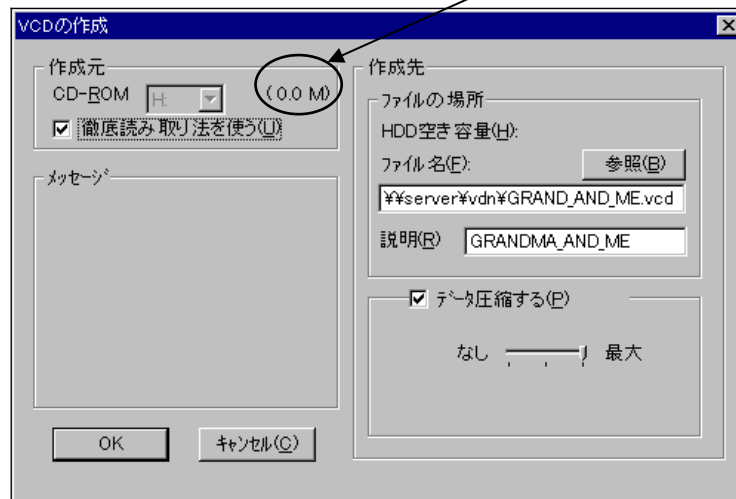 VCDの作成
作成元
CD-ROM H: (0.0 M)
徹底読み取り法を使う(U)
メッセージ
OK
キャンセル(C)
作成先
ファイルの場所
HDD空き容量(H):
ファイル名(F): 参照(B)
¥¥server¥vdn¥GRAND_AND_ME.vcd
説明(R) GRANDMA_AND_ME
データ圧縮する(P)
なし 最大